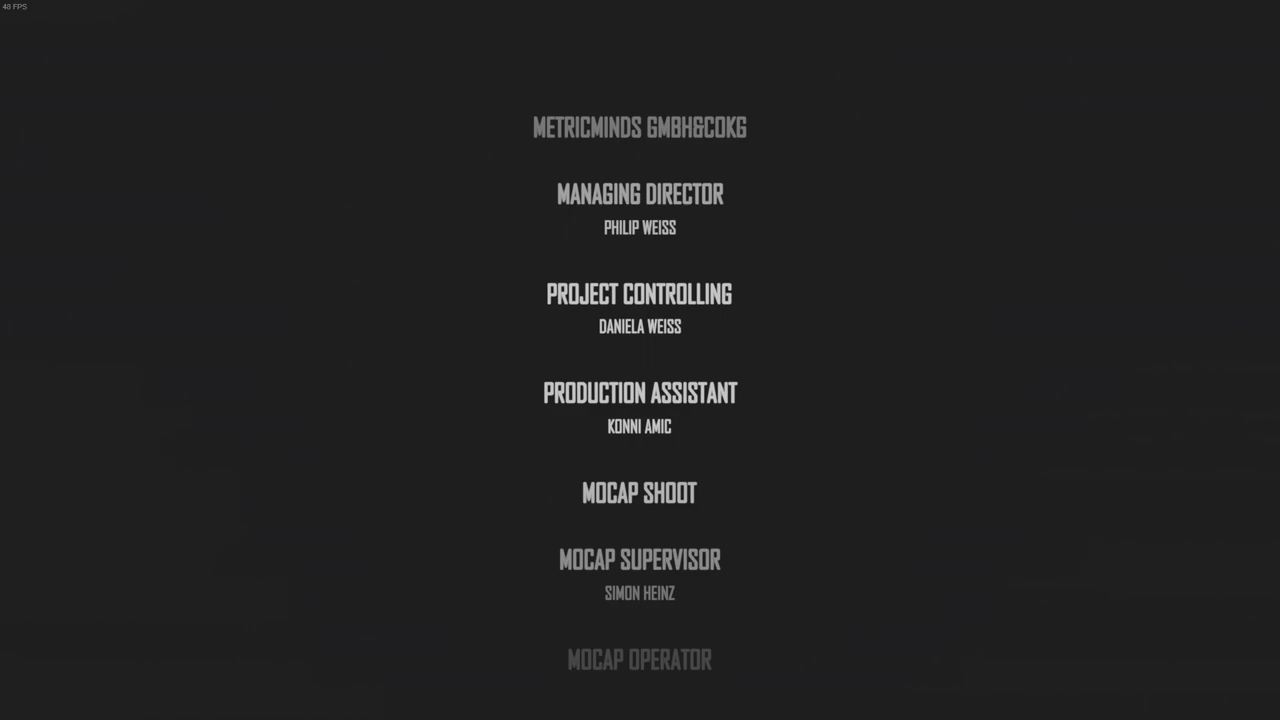 48 FPS
METRICMINDS GMBH&COKG
MANAGING DIRECTOR
PHILIP WEISS
PROJECT CONTROLLING
DANIELA WEISS
PRODUCTION ASSISTANT
KONNI AMIC
MOCAP SHOOT
MOCAP SUPERVISOR
SIMON HEINZ
MOCAP OPERATOR